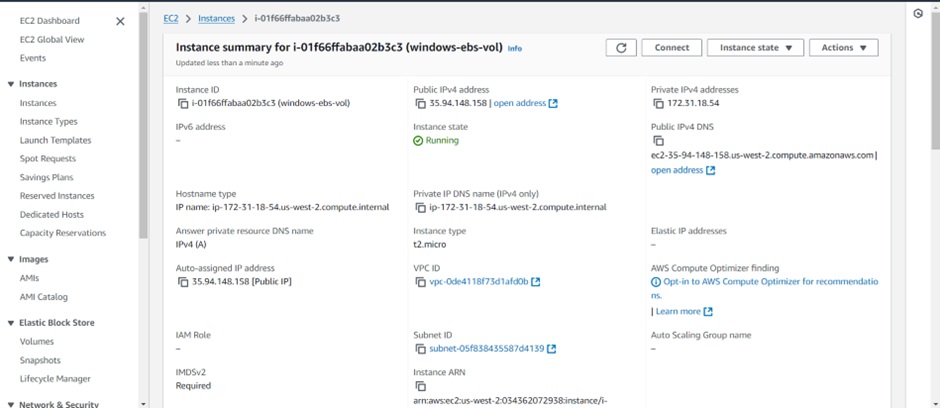 EC2 Dashboard
EC2 Global View
Events
Instances
Instances
Instance Types
Launch Templates
Spot Requests
Savings Plans
Reserved Instances
Dedicated Hosts
Capacity Reservations
Images
AMIs
AMI Catalog
Elastic Block Store
Volumes
Snapshots
Lifecycle Manager
Network & Security
EC2 > Instances > i-01f66ffabaa02b3c3
Instance summary for i-01f66ffabaa02b3c3 (windows-ebs-vol) Info
Updated less than a minute ago
Connect
Instance state
Actions
Instance ID
i-01f66ffabaa02b3c3 (windows-ebs-vol)
Public IPv4 address
35.94.148.158 | open address
Private IPv4 addresses
172.31.18.54
IPv6 address
–
Instance state
Running
Public IPv4 DNS
ec2-35-94-148-158.us-west-2.compute.amazonaws.com |
open address
Hostname type
IP name: ip-172-31-18-54.us-west-2.compute.internal
Private IP DNS name (IPv4 only)
ip-172-31-18-54.us-west-2.compute.internal
Answer private resource DNS name
IPv4 (A)
Instance type
t2.micro
Elastic IP addresses
–
Auto-assigned IP address
35.94.148.158 [Public IP]
VPC ID
vpc-0de4118f73d1afd0b
AWS Compute Optimizer finding
Opt-in to AWS Compute Optimizer for recommendatio
ns.
| Learn more
IAM Role
–
Subnet ID
subnet-05f838435587d4139
Auto Scaling Group name
–
IMDSv2
Required
Instance ARN
arn:aws:ec2:us-west-2:034362072938:instance/i-